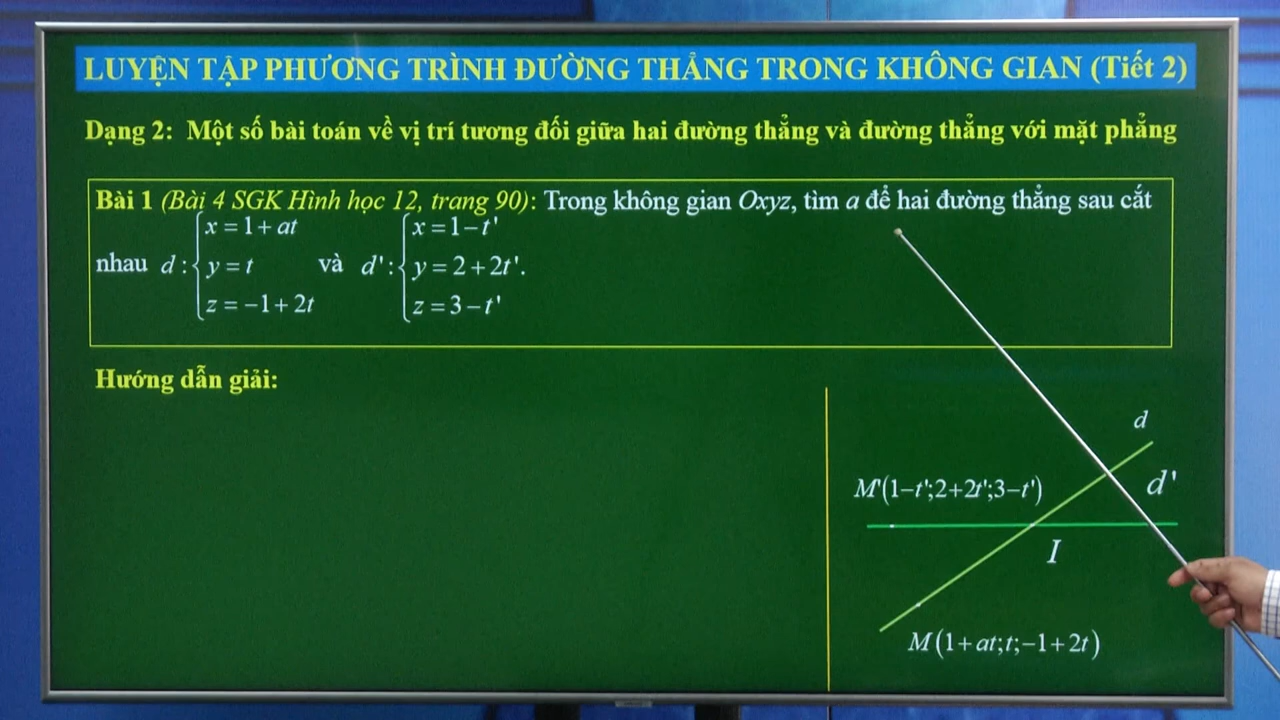 LUYỆN TẬP PHƯƠNG TRÌNH ĐƯỜNG THẲNG TRONG KHÔNG GIAN (Tiết 2)
Dạng 2: Một số bài toán về vị trí tương đối giữa hai đường thẳng và đường thẳng với mặt phẳng
Bài 1 (Bài 4 SGK Hình học 12, trang 90): Trong không gian Oxyz, tìm a để hai đường thẳng sau cắt
nhau d : { x = 1 + at
y = t
z = −1 + 2t
và d' : { x = 1 − t'
y = 2 + 2t'.
z = 3 − t'
Hướng dẫn giải:
d
d'
M'(1−t';2+2t';3−t')
I
M(1+at;t;−1+2t)